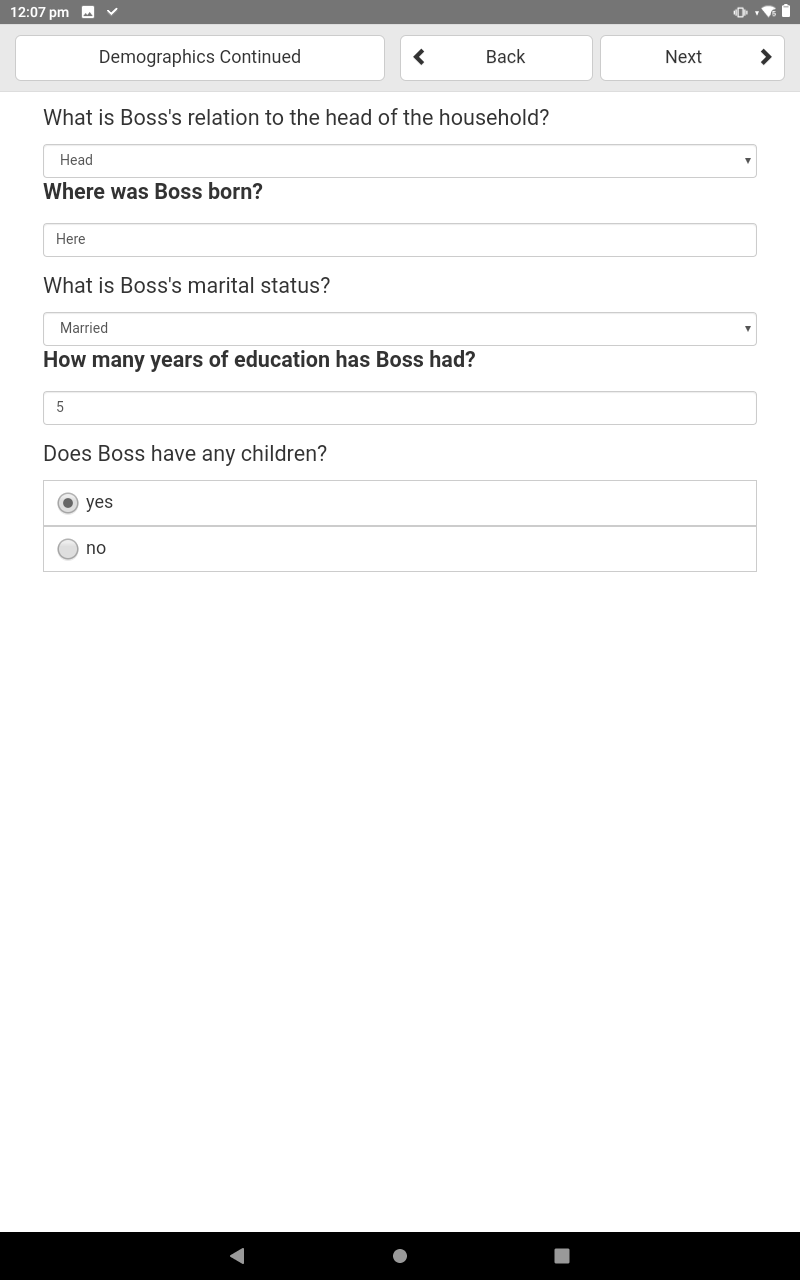 12:07 pm
Demographics Continued
Back
Next
What is Boss's relation to the head of the household?
Head
Where was Boss born?
Here
What is Boss's marital status?
Married
How many years of education has Boss had?
5
Does Boss have any children?
yes
no